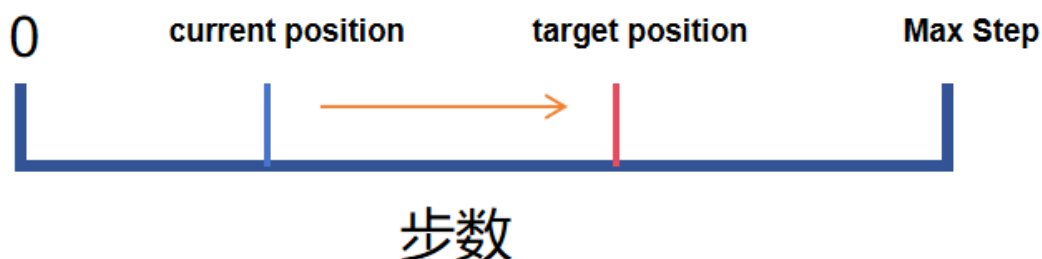 0 current position target position Max Step
步数